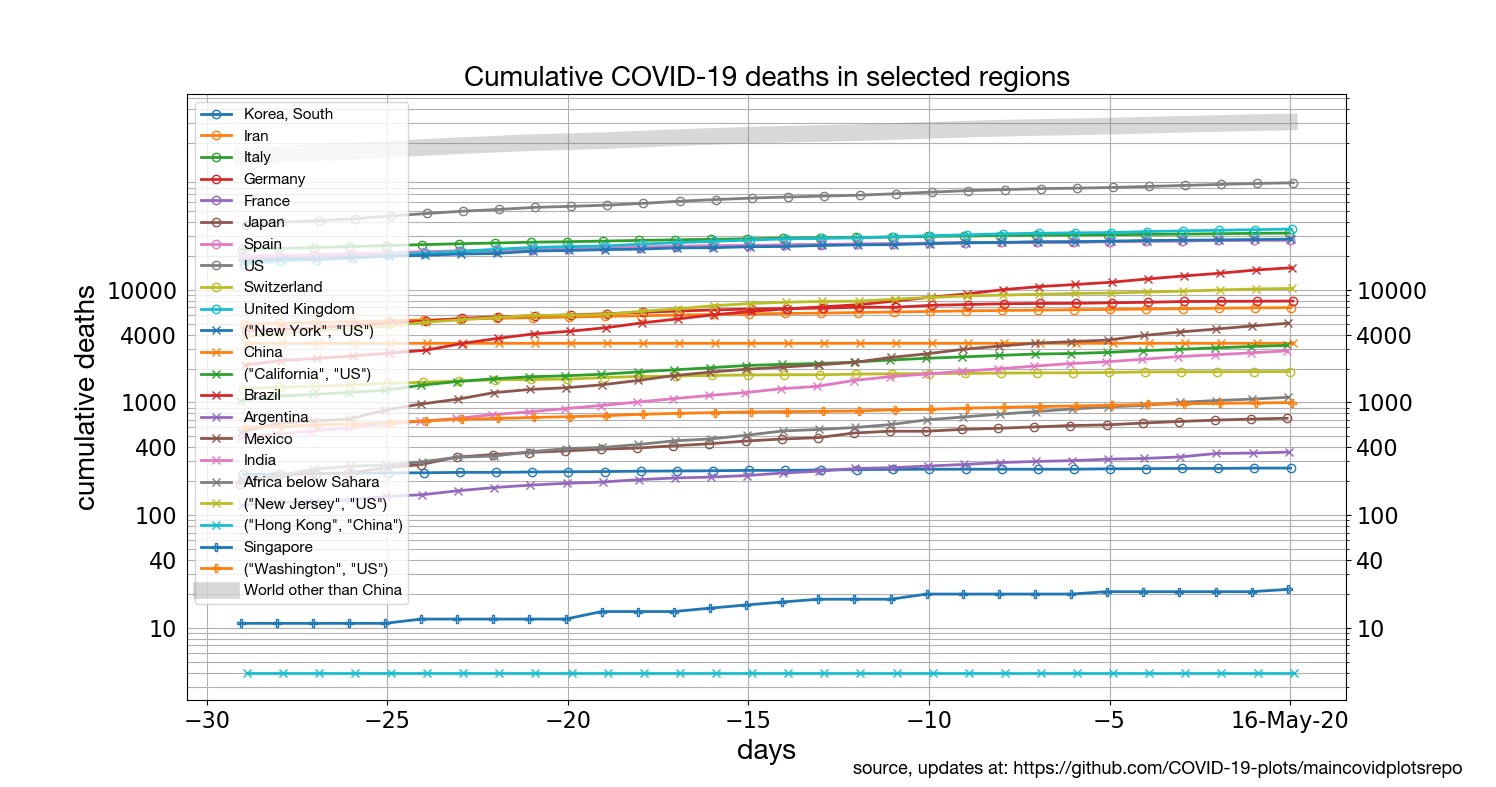 Cumulative COVID-19 deaths in selected regions
Korea, South
Iran
Italy
Germany
France
Japan
Spain
US
Switzerland
United Kingdom
("New York", "US")
China
("California", "US")
Brazil
Argentina
Mexico
India
Africa below Sahara
("New Jersey", "US")
("Hong Kong", "China")
Singapore
("Washington", "US")
World other than China
cumulative deaths
10000
4000
1000
400
100
40
10
10000
4000
1000
400
100
40
10
−30 −25 −20 −15 −10 −5 16-May-20
days
source, updates at: https://github.com/COVID-19-plots/maincovidplotsrepo